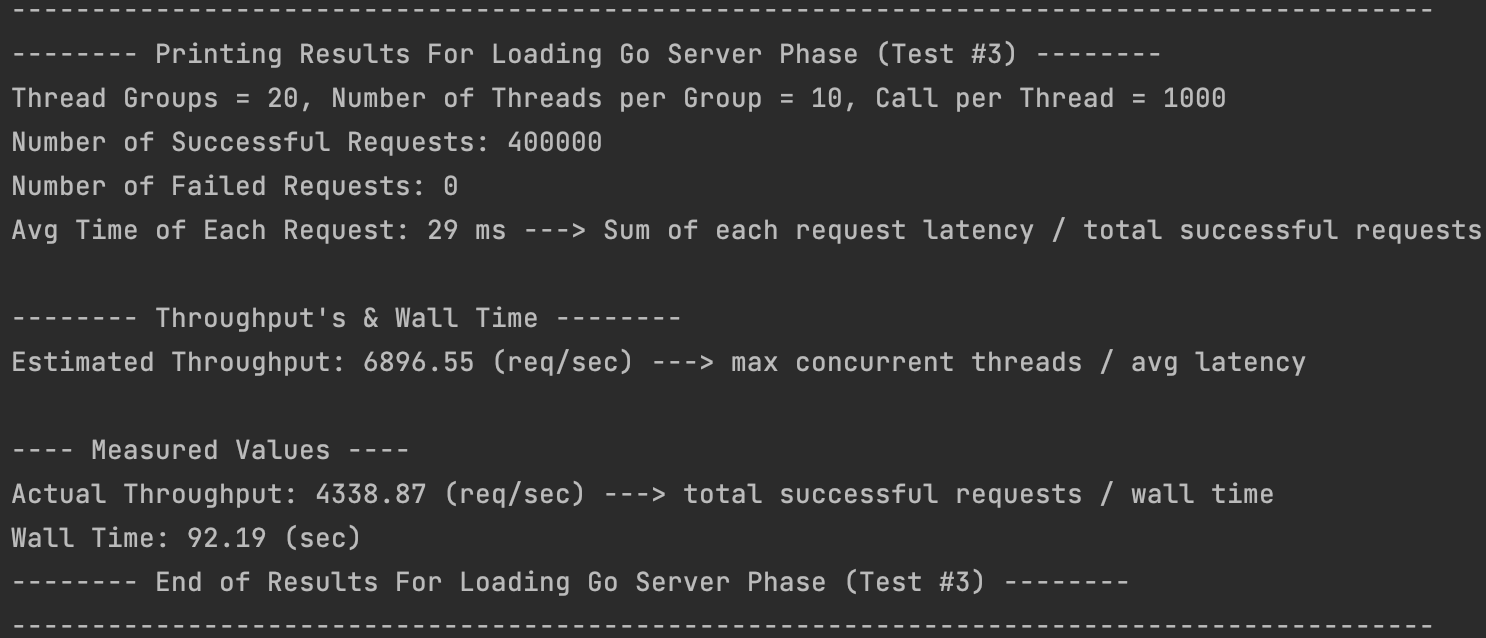 -----------------------------------------------------------------------------------------
-------- Printing Results For Loading Go Server Phase (Test #3) --------
Thread Groups = 20, Number of Threads per Group = 10, Call per Thread = 1000
Number of Successful Requests: 400000
Number of Failed Requests: 0
Avg Time of Each Request: 29 ms ---> Sum of each request latency / total successful requests
-------- Throughput's & Wall Time --------
Estimated Throughput: 6896.55 (req/sec) ---> max concurrent threads / avg latency
---- Measured Values ----
Actual Throughput: 4338.87 (req/sec) ---> total successful requests / wall time
Wall Time: 92.19 (sec)
-------- End of Results For Loading Go Server Phase (Test #3) --------
-----------------------------------------------------------------------------------------